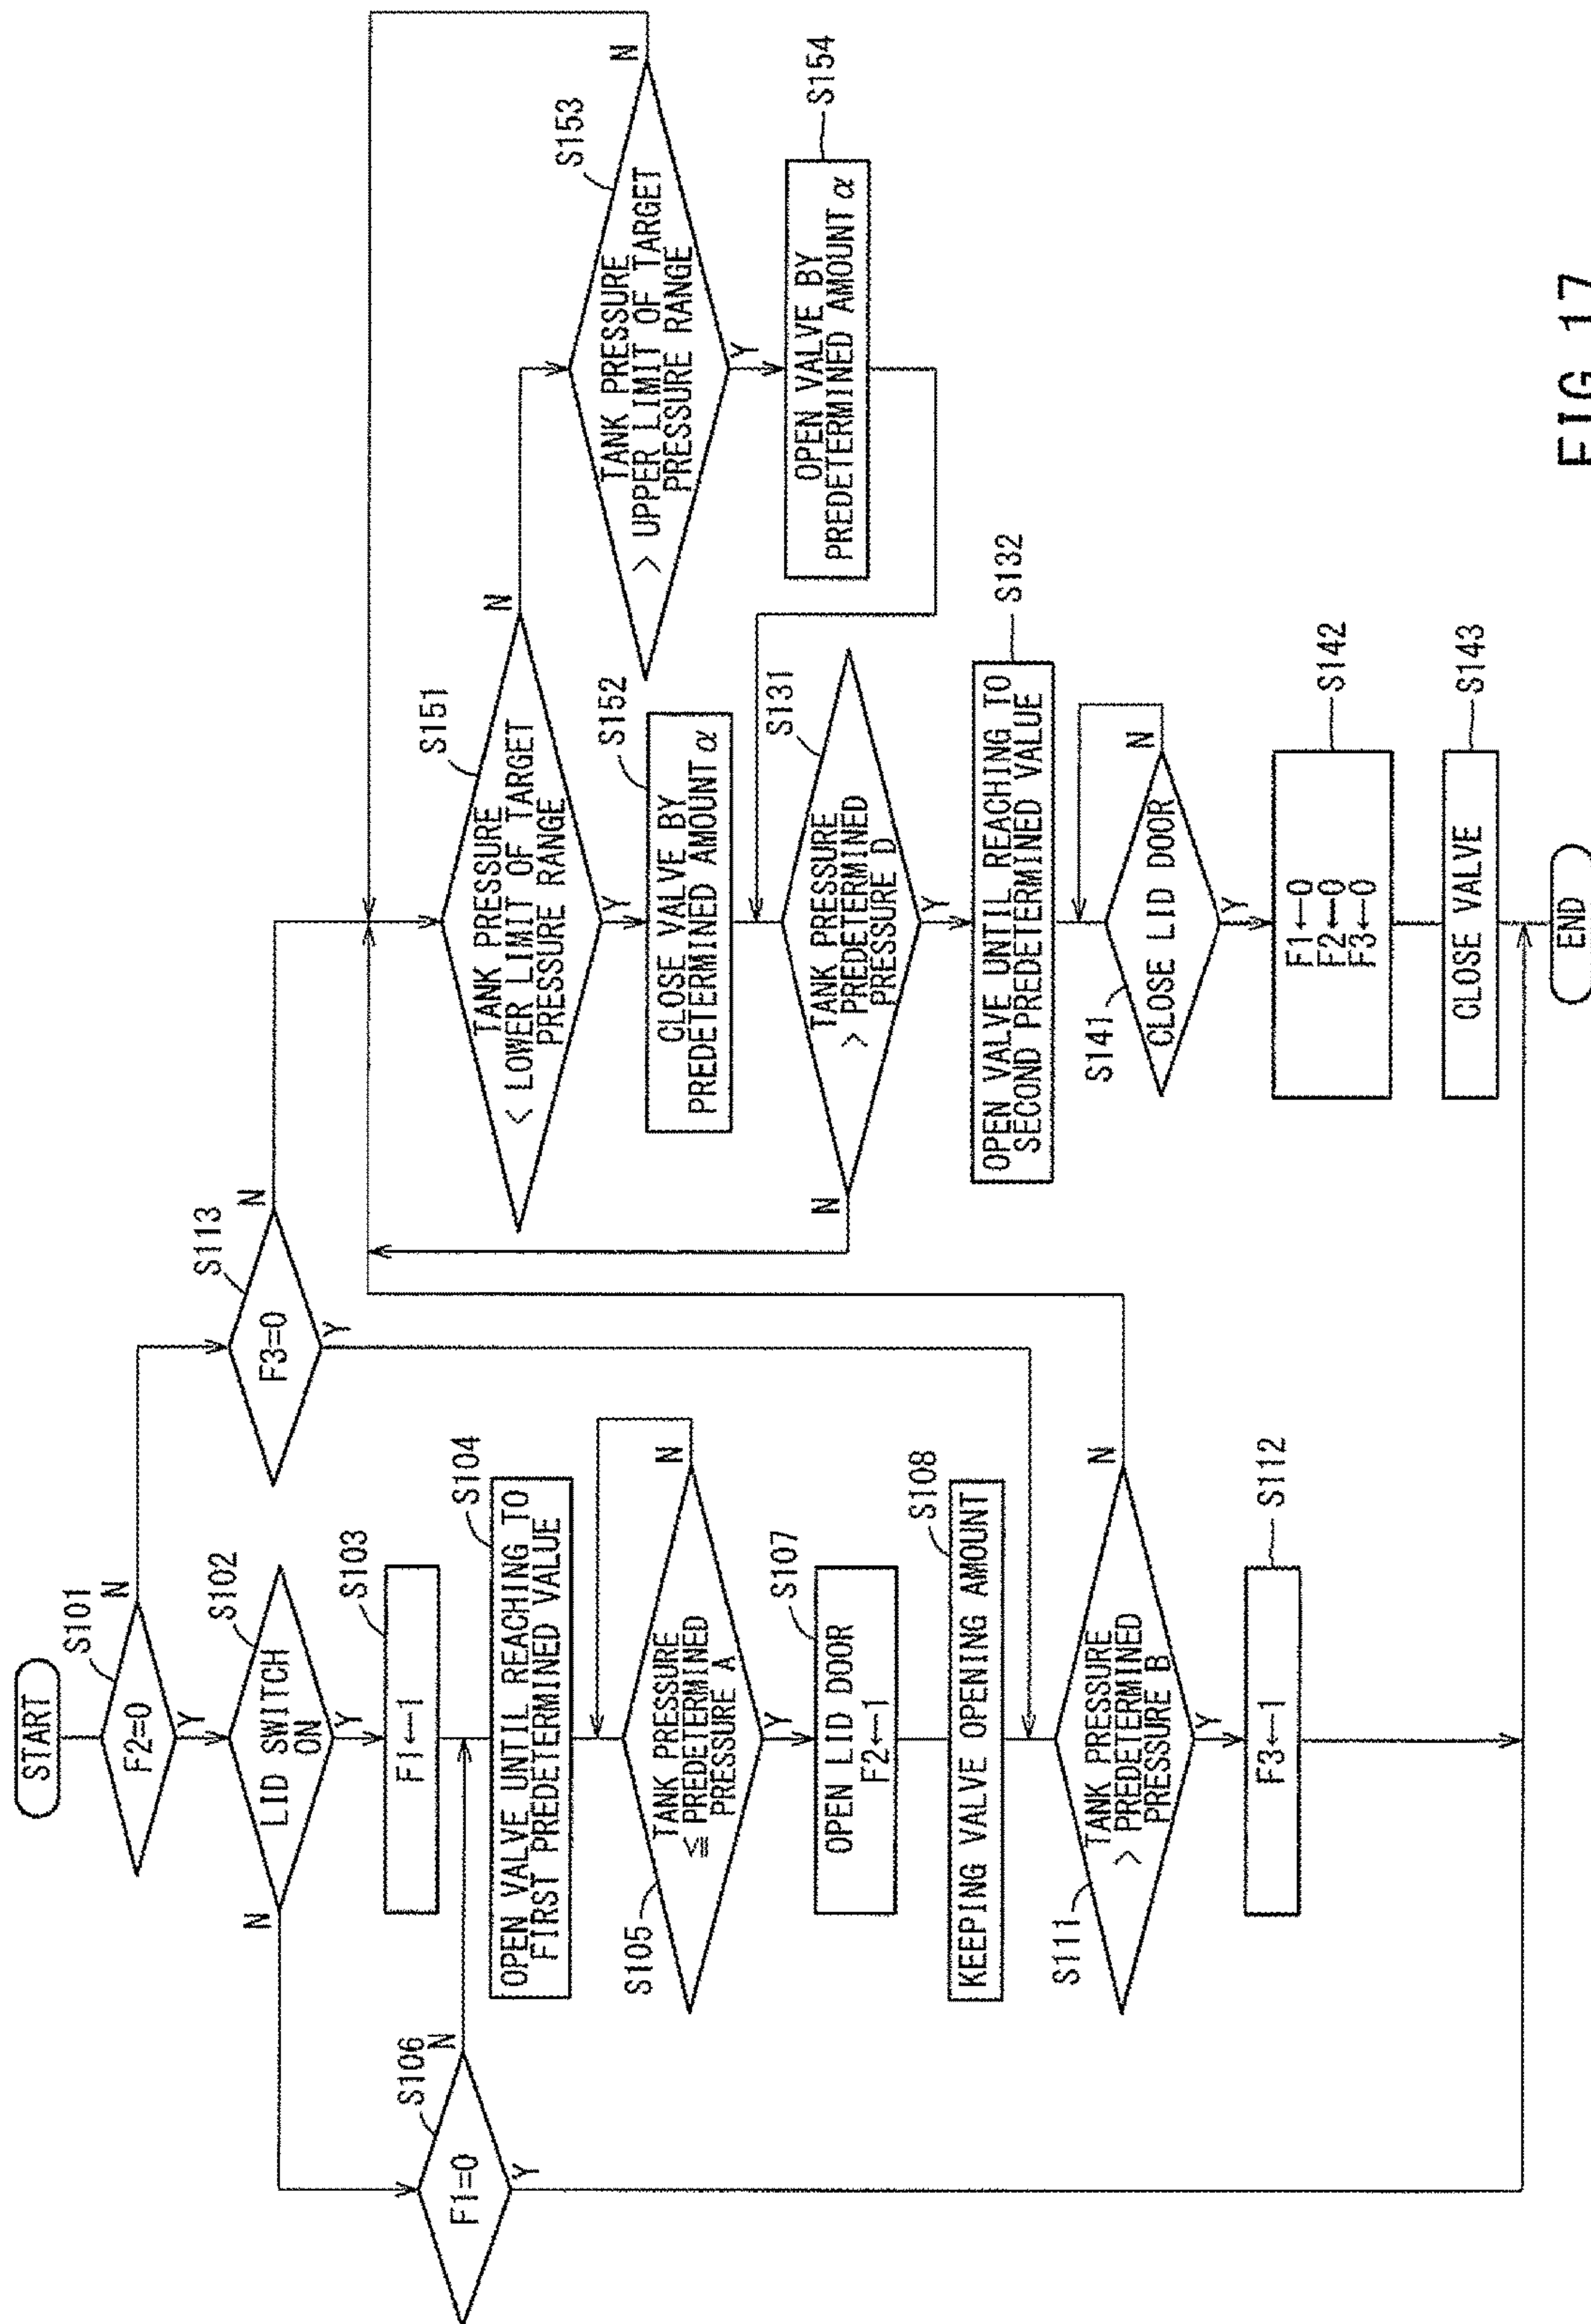 START
S101
F2=0
N
Y
S102
LID SWITCH
ON
N
Y
S103
F1←1
S106
F1=0
N
Y
S104
OPEN VALVE UNTIL REACHING TO
FIRST PREDETERMINED VALUE
S105
TANK PRESSURE
≦ PREDETERMINED
PRESSURE A
N
Y
S107
OPEN LID DOOR
F2←1
S108
KEEPING VALVE OPENING AMOUNT
S111
TANK PRESSURE
> PREDETERMINED
PRESSURE B
N
Y
S112
F3←1
S113
F3=0
N
Y
S151
TANK PRESSURE
< LOWER LIMIT OF TARGET
PRESSURE RANGE
N
Y
S152
CLOSE VALVE BY
PREDETERMINED AMOUNT α
S153
TANK PRESSURE
> UPPER LIMIT OF TARGET
PRESSURE RANGE
N
Y
S154
OPEN VALVE BY
PREDETERMINED AMOUNT α
S131
TANK PRESSURE
> PREDETERMINED
PRESSURE D
N
Y
S132
OPEN VALVE UNTIL REACHING TO
SECOND PREDETERMINED VALUE
S141
CLOSE LID DOOR
N
Y
S142
F1←0
F2←0
F3←0
S143
CLOSE VALVE
END
FIG. 17